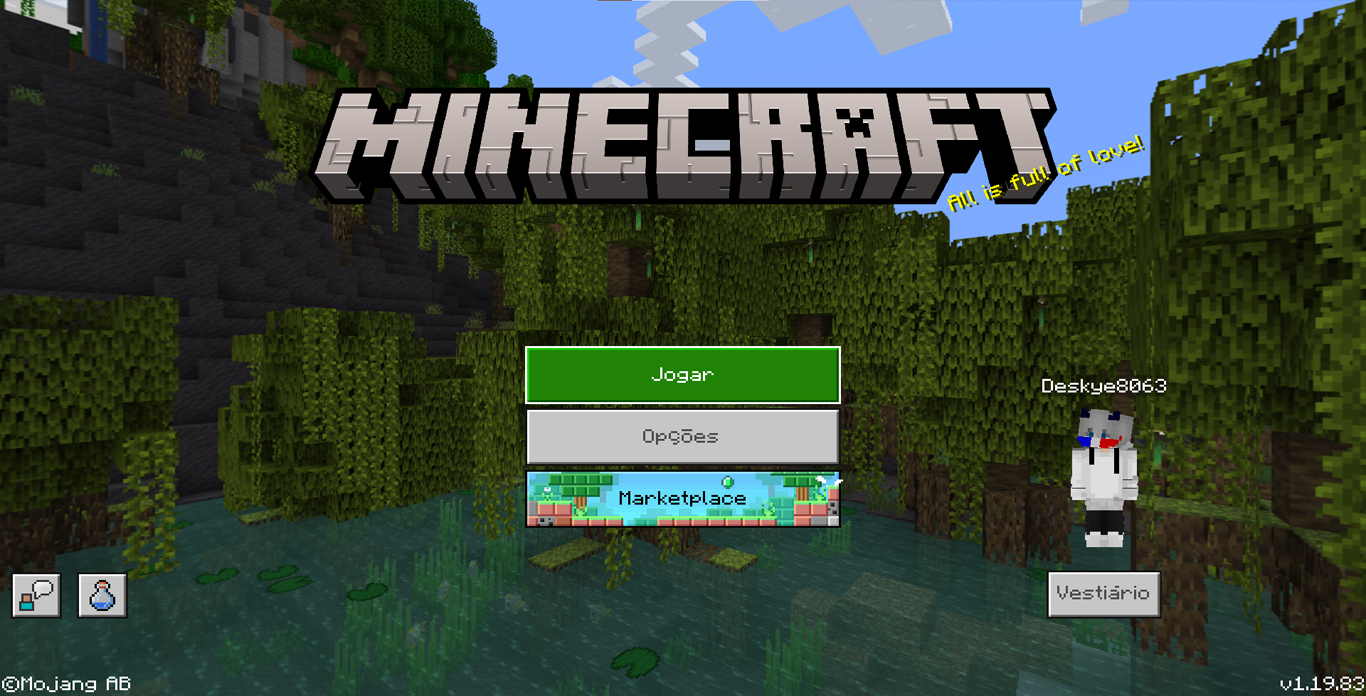 MINECRAFT
All is full of love!
Jogar
Deskye8063
Opções
Marketplace
Vestiário
©Mojang AB
v1.19.83